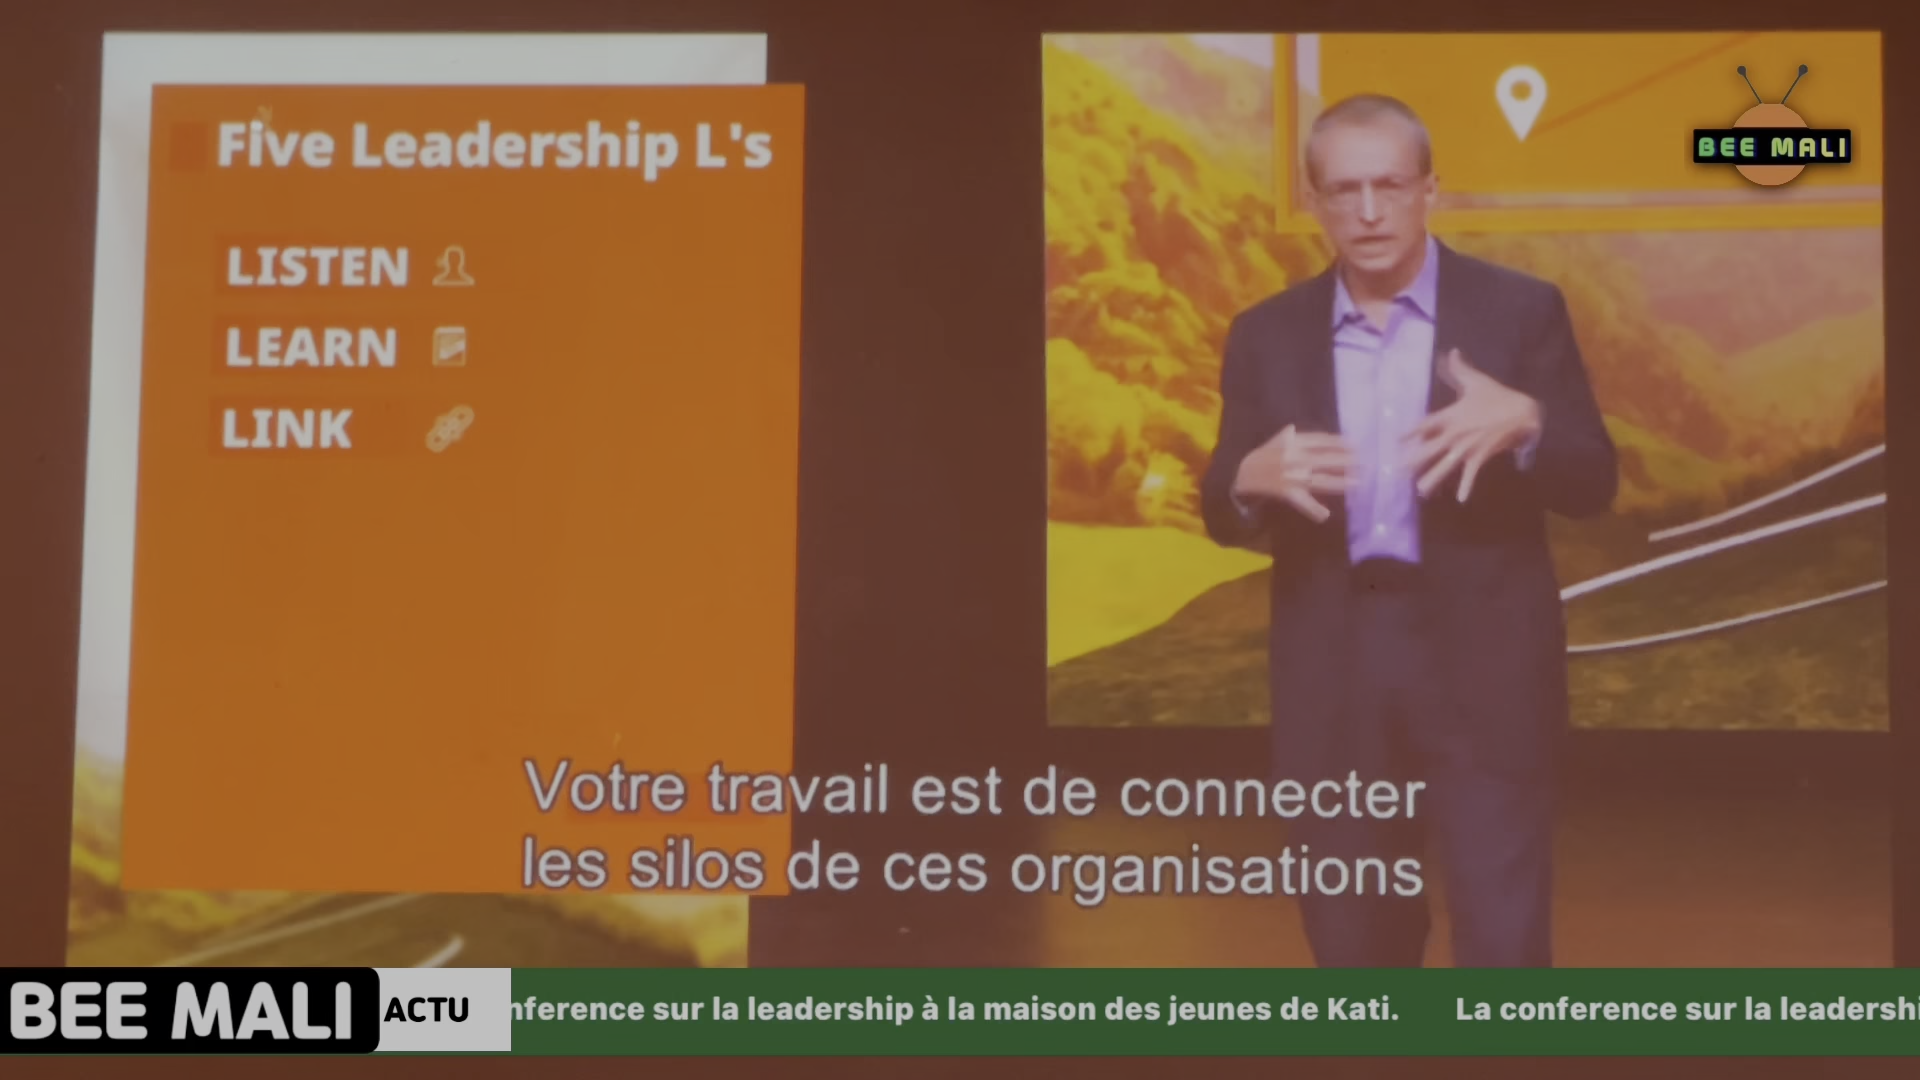 Five Leadership L's
LISTEN
LEARN
LINK
BEE MALI
Votre travail est de connecter
les silos de ces organisations
BEE MALI ACTU
nference sur la leadership à la maison des jeunes de Kati. La conference sur la leadershi